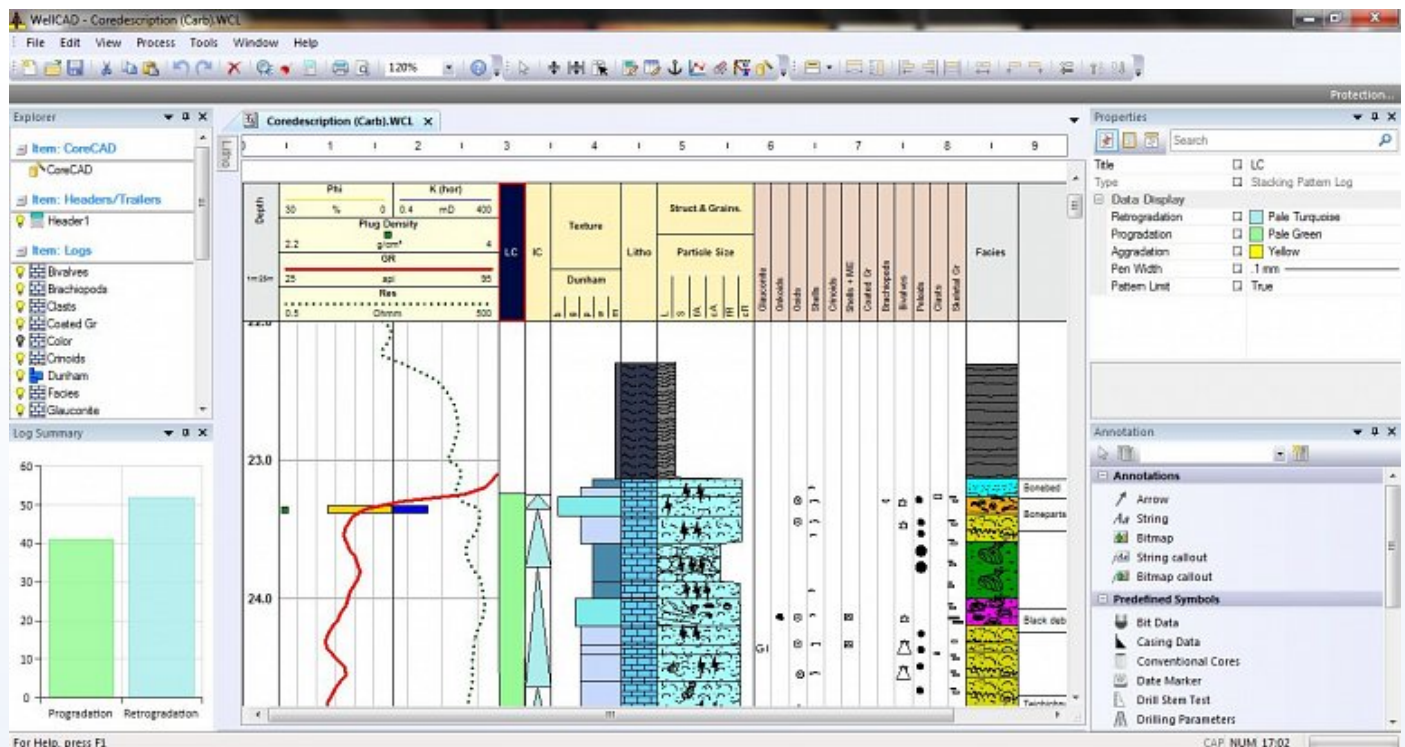 WellCAD - Coredescription (Carb).WCL
File Edit View Process Tools Window Help
120%
Protection...
Explorer
Item: CoreCAD
CoreCAD
Item: Headers/Trailers
Header1
Item: Logs
Bivalves
Brachiopods
Clasts
Coated Gr
Color
Crinoids
Dunham
Facies
Glauconite
Log Summary
60
50
40
30
20
10
0
Progradation Retrogradation
Coredescription (Carb).WCL
Litho
1 2 3 4 5 6 7 8 9
Depth
1m:25m
Phi
30 % 0
K (hor)
0.4 mD 400
Plug Density
2.2 g/cm³ 4
GR
25 api 95
Res
0.5 Ohmm 500
LC
IC
Texture
Dunham
Litho
Struct & Grains.
Particle Size
Glauconite
Onkoids
Ooids
Shells
Crinoids
Shells + ME
Coated Gr
Brachiopods
Bivalves
Peloids
Clasts
Skeletal Gr
Facies
22.0
23.0
24.0
Gl
Bonebed
Boneparts
Black deb
Properties
Search
Title LC
Type Stacking Pattern Log
Data Display
Retrogradation Pale Turquoise
Progradation Pale Green
Aggradation Yellow
Pen Width .1 mm
Pattern Limit True
Annotation
Annotations
Arrow
String
Bitmap
String callout
Bitmap callout
Predefined Symbols
Bit Data
Casing Data
Conventional Cores
Date Marker
Drill Stem Test
Drilling Parameters
For Help, press F1
CAP NUM 17:02